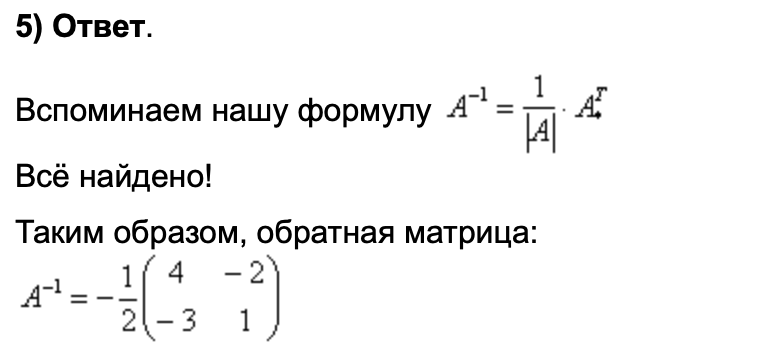 5) Ответ.
Вспоминаем нашу формулу A⁻¹ = 1/|A| · A*ᵀ
Всё найдено!
Таким образом, обратная матрица:
A⁻¹ = −1/2 (4 −2; −3 1)